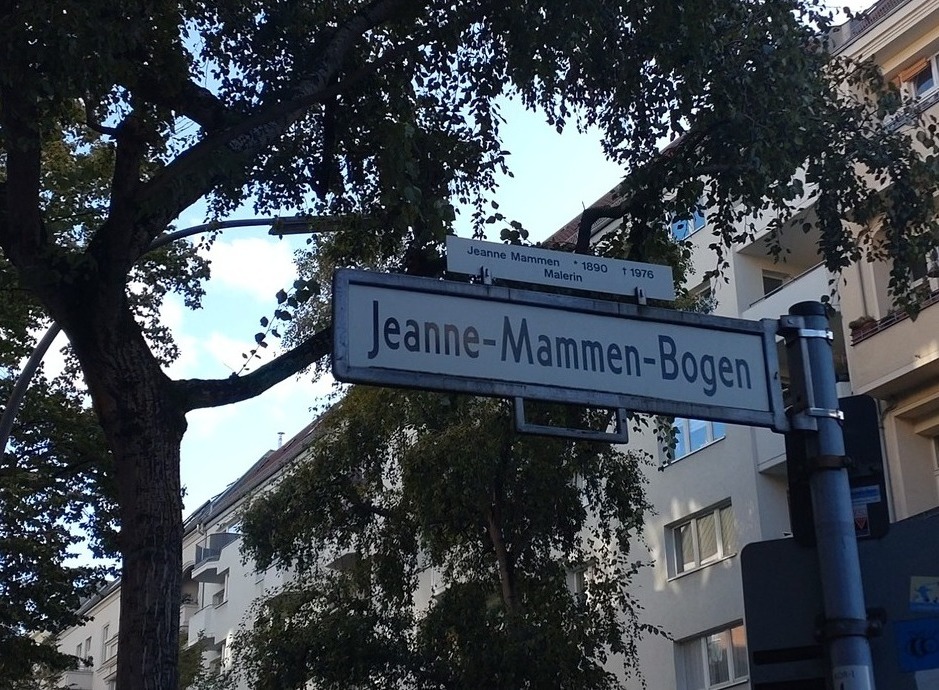 Jeanne Mammen * 1890 † 1976
Malerin
Jeanne-Mammen-Bogen